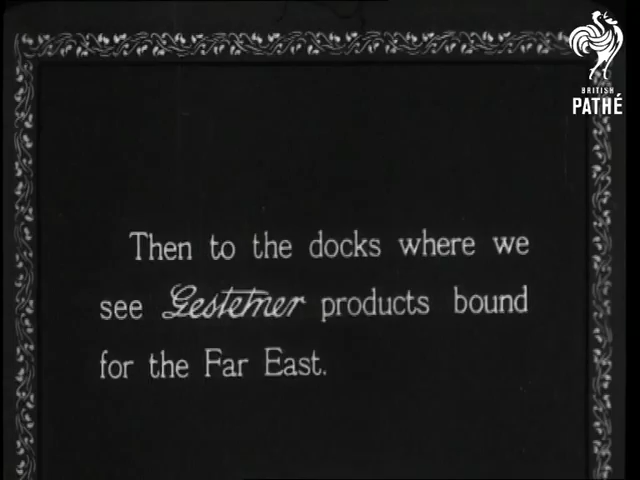 BRITISH
PATHÉ
Then to the docks where we
see Gestetner products bound
for the Far East.